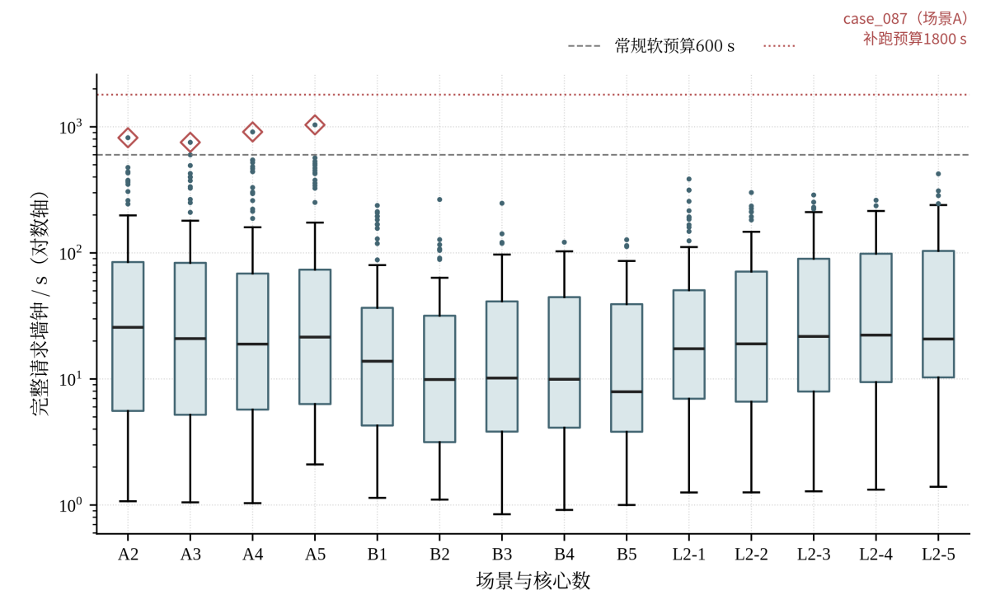 case_087（场景A）
补跑预算1800 s
常规软预算600 s
完整请求墙钟 / s（对数轴）
10³
10²
10¹
10⁰
A2 A3 A4 A5 B1 B2 B3 B4 B5 L2-1 L2-2 L2-3 L2-4 L2-5
场景与核心数